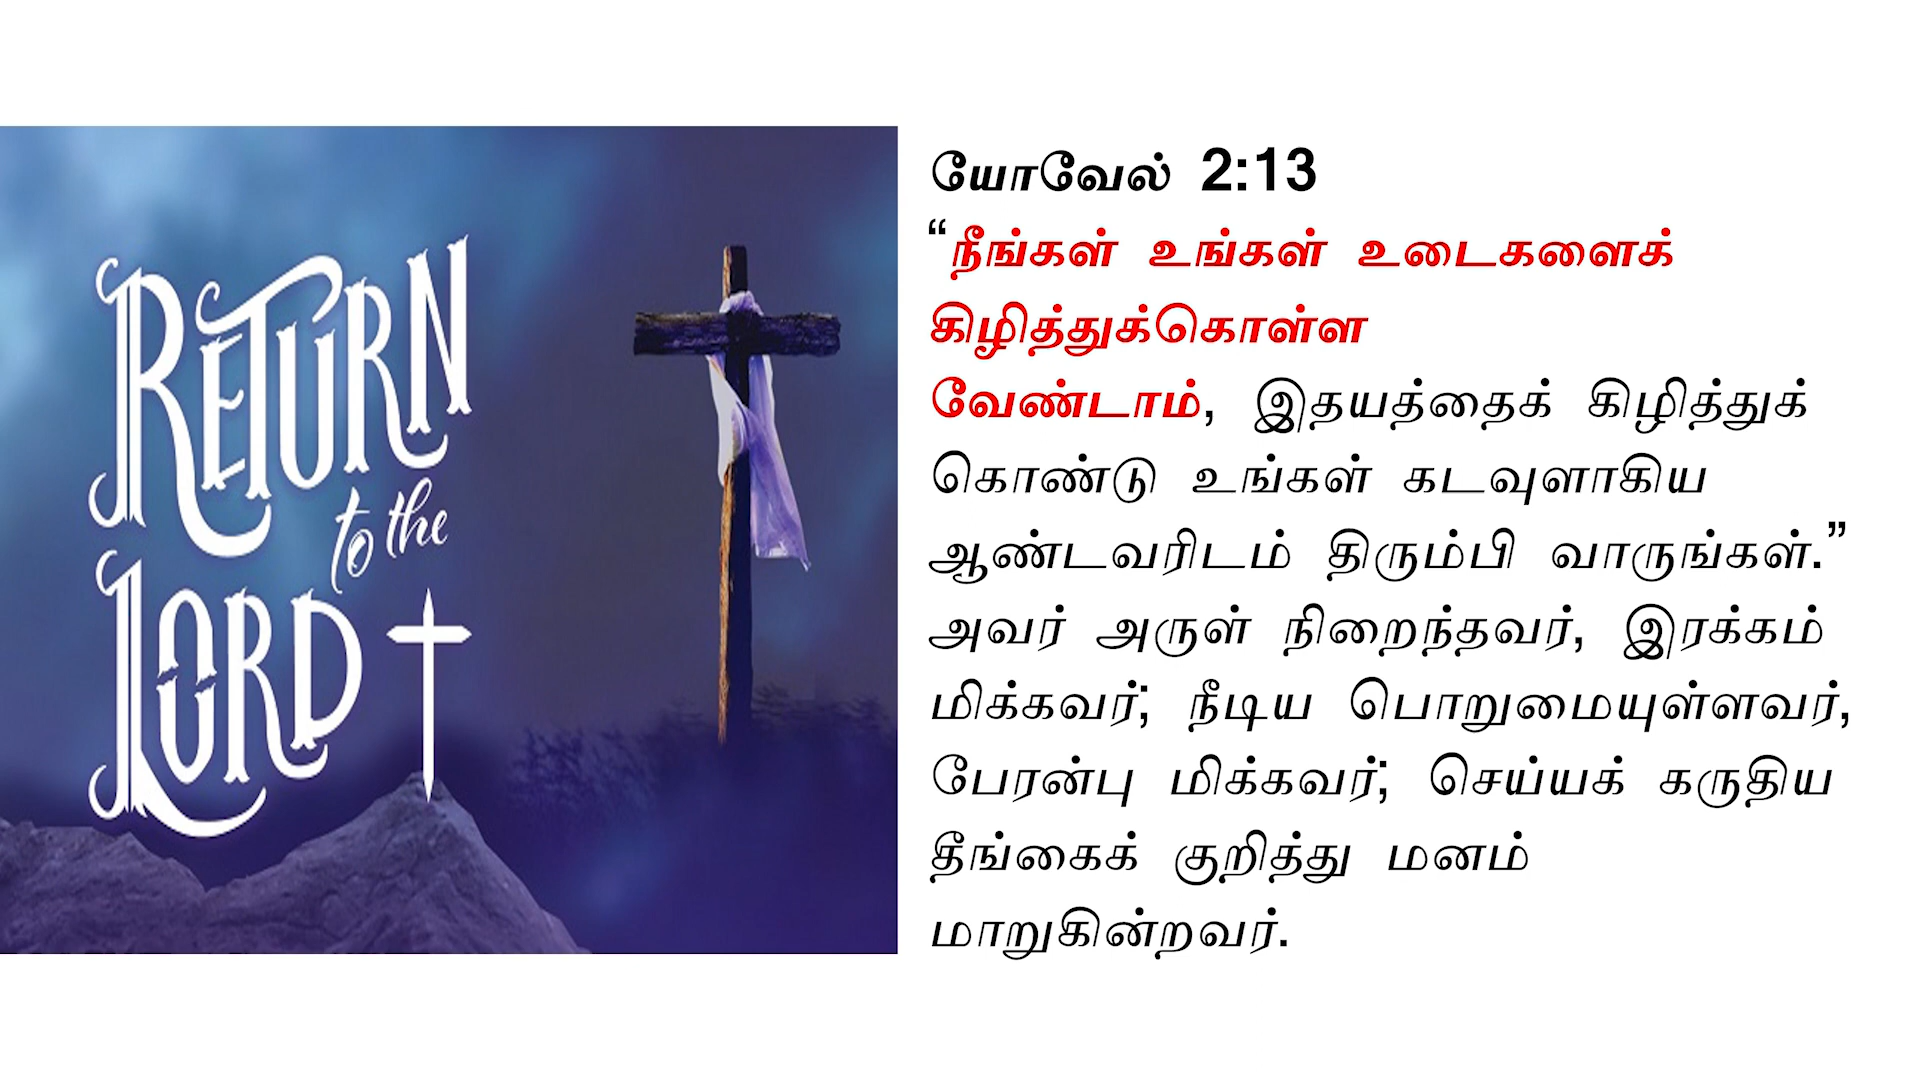 RETURN
to the
LORD
யோவேல் 2:13
“நீங்கள் உங்கள் உடைகளைக்
கிழித்துக்கொள்ள
வேண்டாம், இதயத்தைக் கிழித்துக்
கொண்டு உங்கள் கடவுளாகிய
ஆண்டவரிடம் திரும்பி வாருங்கள்.”
அவர் அருள் நிறைந்தவர், இரக்கம்
மிக்கவர்; நீடிய பொறுமையுள்ளவர்,
பேரன்பு மிக்கவர்; செய்யக் கருதிய
தீங்கைக் குறித்து மனம்
மாறுகின்றவர்.